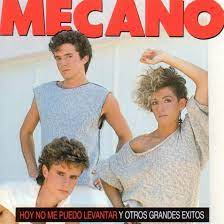 MECANO
HOY NO ME PUEDO LEVANTAR Y OTROS GRANDES EXITOS